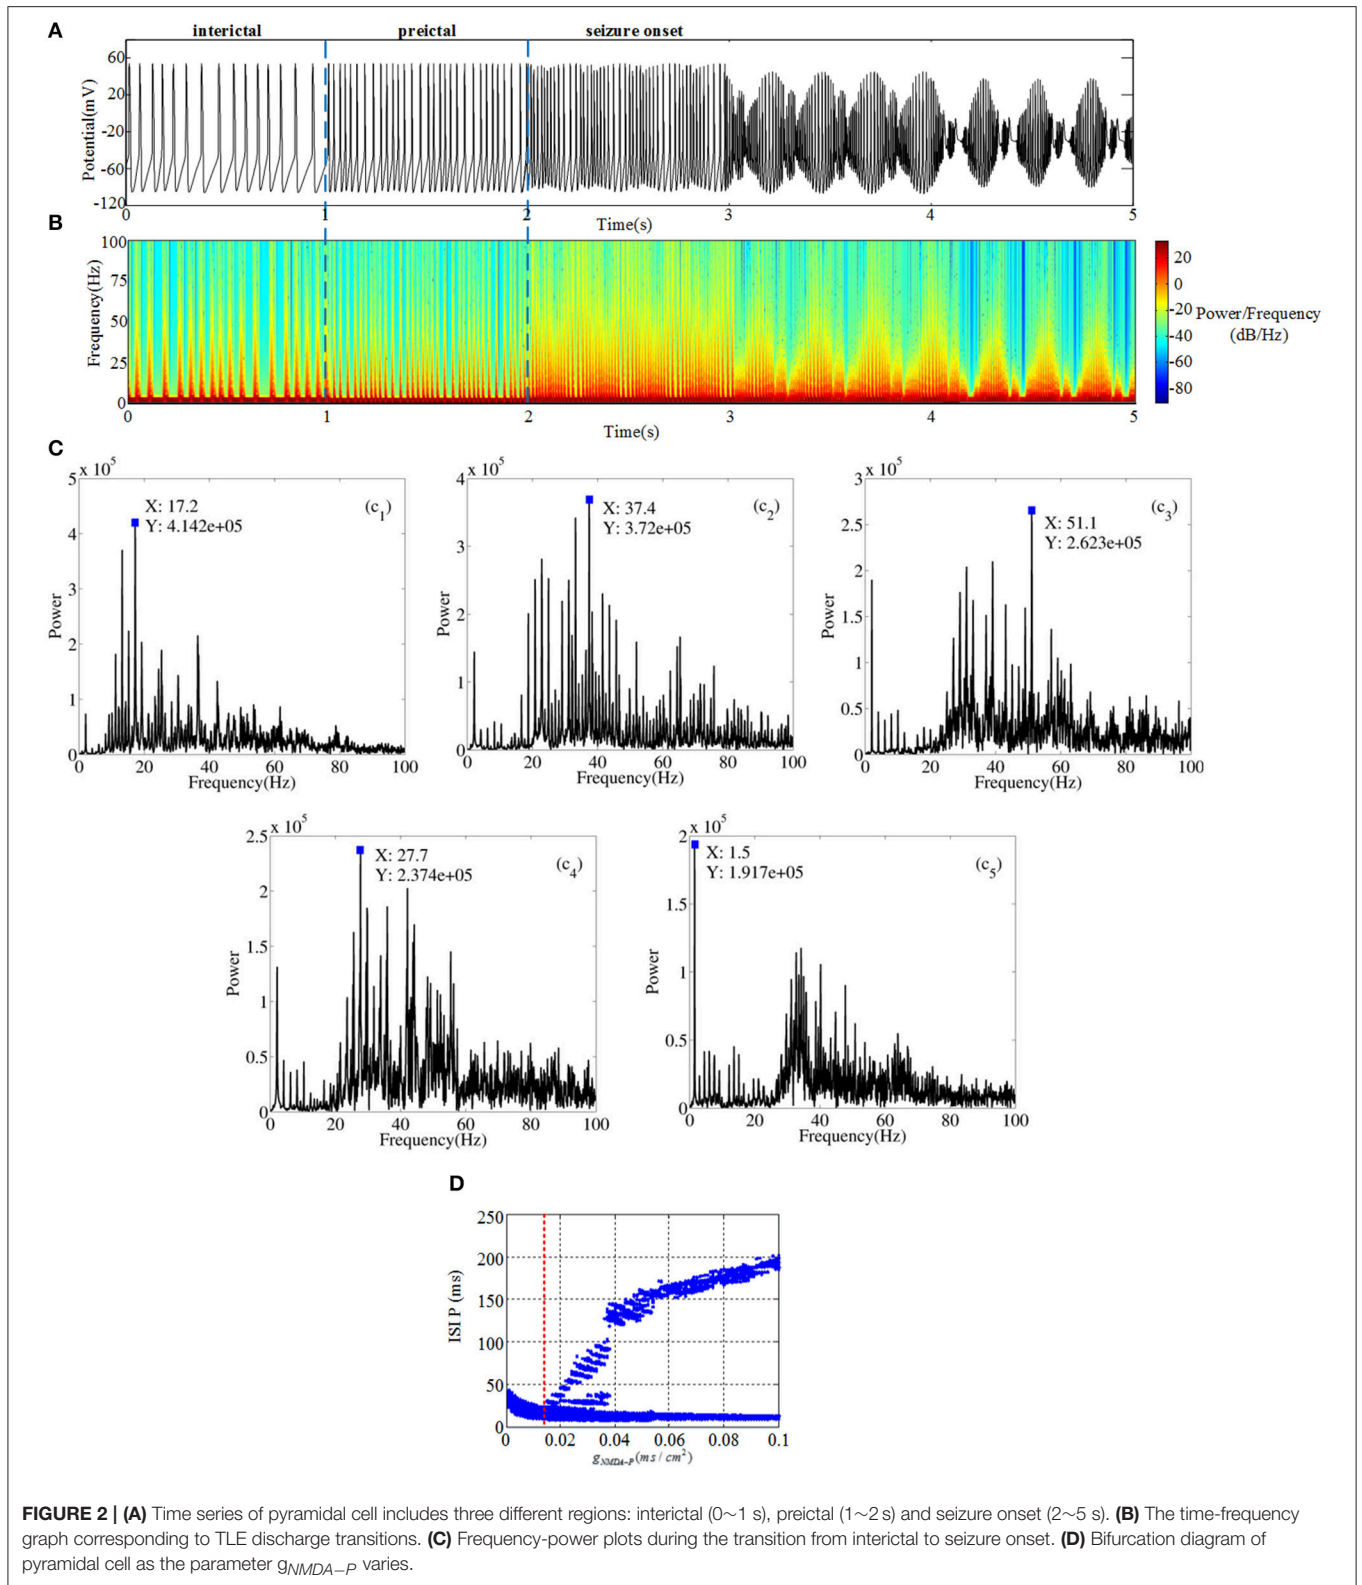 A
interictal preictal seizure onset
60
20
-20
-60
-120
Potential(mV)
0 1 2 3 4 5
Time(s)
B
100
75
50
25
0
Frequency(Hz)
0 1 2 3 4 5
Time(s)
20
0
-20
-40
-60
-80
Power/Frequency
(dB/Hz)
C
x 10^5
5
4
3
2
1
0
Power
X: 17.2
Y: 4.142e+05
(c1)
0 20 40 60 80 100
Frequency(Hz)
x 10^5
4
3
2
1
0
Power
X: 37.4
Y: 3.72e+05
(c2)
0 20 40 60 80 100
Frequency(Hz)
x 10^5
3
2.5
2
1.5
1
0.5
0
Power
X: 51.1
Y: 2.623e+05
(c3)
0 20 40 60 80 100
Frequency(Hz)
x 10^5
2.5
2
1.5
1
0.5
0
Power
X: 27.7
Y: 2.374e+05
(c4)
0 20 40 60 80 100
Frequency(Hz)
x 10^5
2
1.5
1
0.5
0
Power
X: 1.5
Y: 1.917e+05
(c5)
0 20 40 60 80 100
Frequency(Hz)
D
250
200
150
100
50
0
ISI P (ms)
0 0.02 0.04 0.06 0.08 0.1
gNMDA-P (ms/cm²)
FIGURE 2 | (A) Time series of pyramidal cell includes three different regions: interictal (0~1 s), preictal (1~2 s) and seizure onset (2~5 s). (B) The time-frequency
graph corresponding to TLE discharge transitions. (C) Frequency-power plots during the transition from interictal to seizure onset. (D) Bifurcation diagram of
pyramidal cell as the parameter gNMDA−P varies.